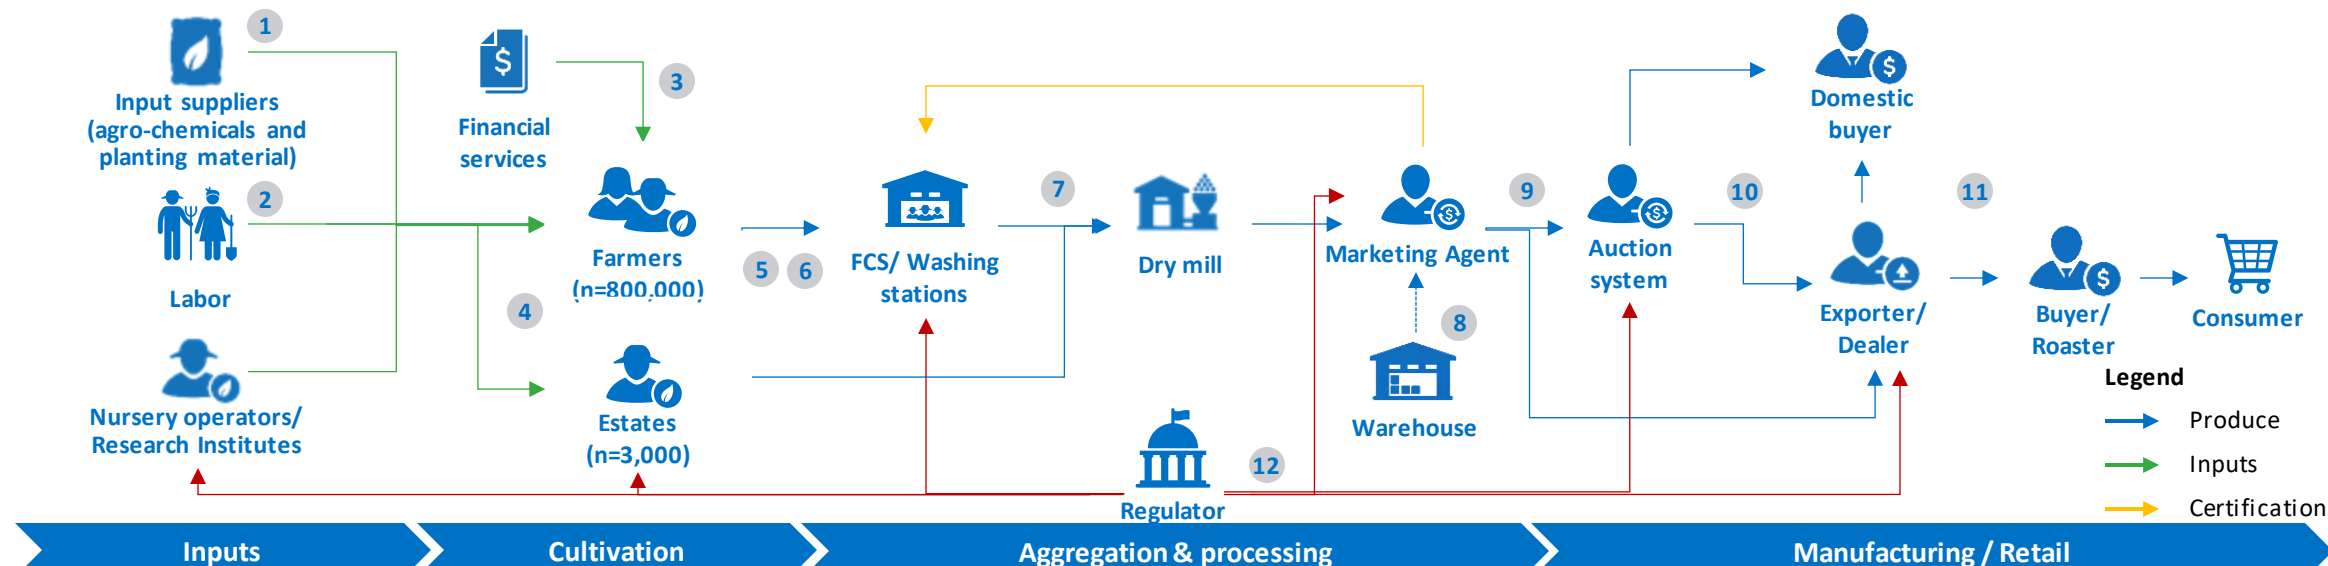 1
Input suppliers
(agro-chemicals and
planting material)
2
Labor
Nursery operators/
Research Institutes
Financial
services
3
4
Farmers
(n=800,000)
Estates
(n=3,000)
5
6
FCS/ Washing
stations
7
Dry mill
Marketing Agent
8
Warehouse
9
Auction
system
10
Domestic
buyer
11
Exporter/
Dealer
Buyer/
Roaster
Consumer
12
Regulator
Legend
Produce
Inputs
Certification
Inputs
Cultivation
Aggregation & processing
Manufacturing / Retail